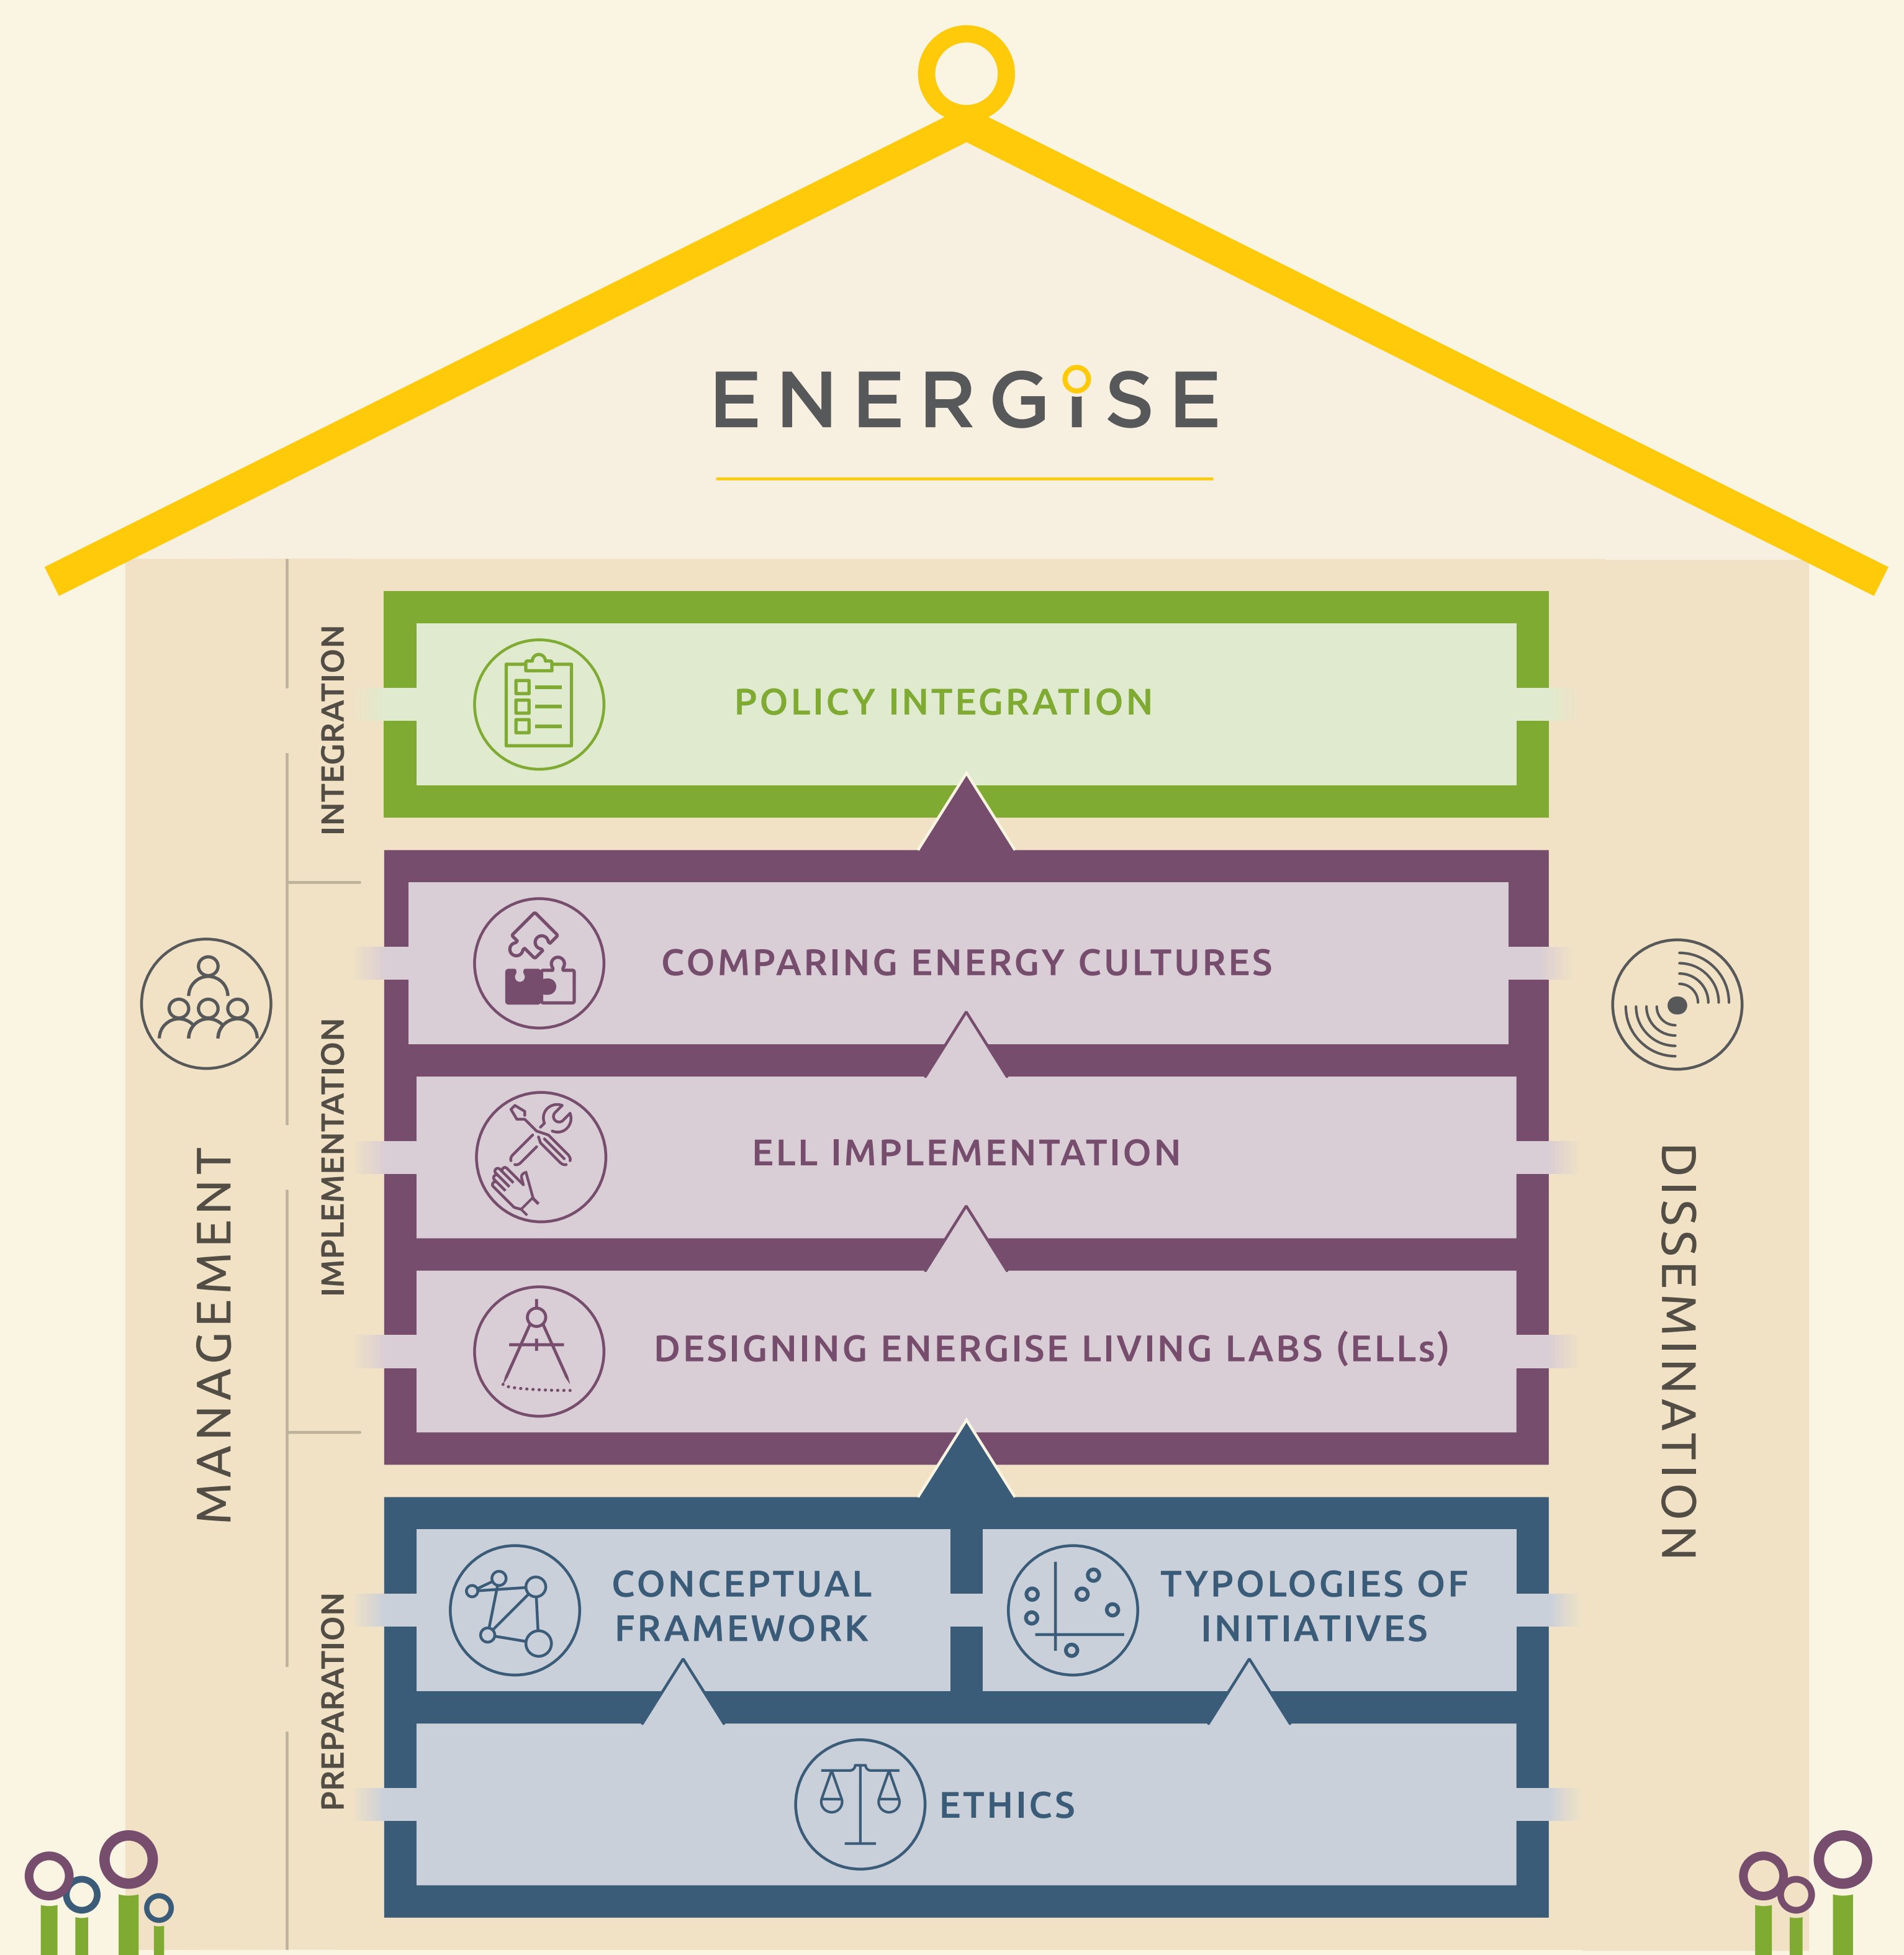 ENERGiSE
INTEGRATION
POLICY INTEGRATION
MANAGEMENT
IMPLEMENTATION
COMPARING ENERGY CULTURES
ELL IMPLEMENTATION
DESIGNING ENERGISE LIVING LABS (ELLs)
DISSEMINATION
PREPARATION
CONCEPTUAL
FRAMEWORK
TYPOLOGIES OF
INITIATIVES
ETHICS